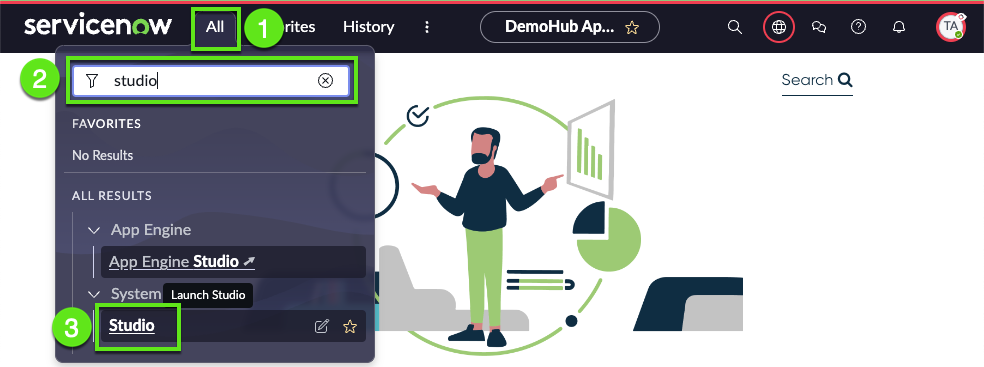 servicenow All 1 rites History DemoHub Ap... TA
2 studio
Search
FAVORITES
No Results
ALL RESULTS
App Engine
App Engine Studio
System Launch Studio
3 Studio